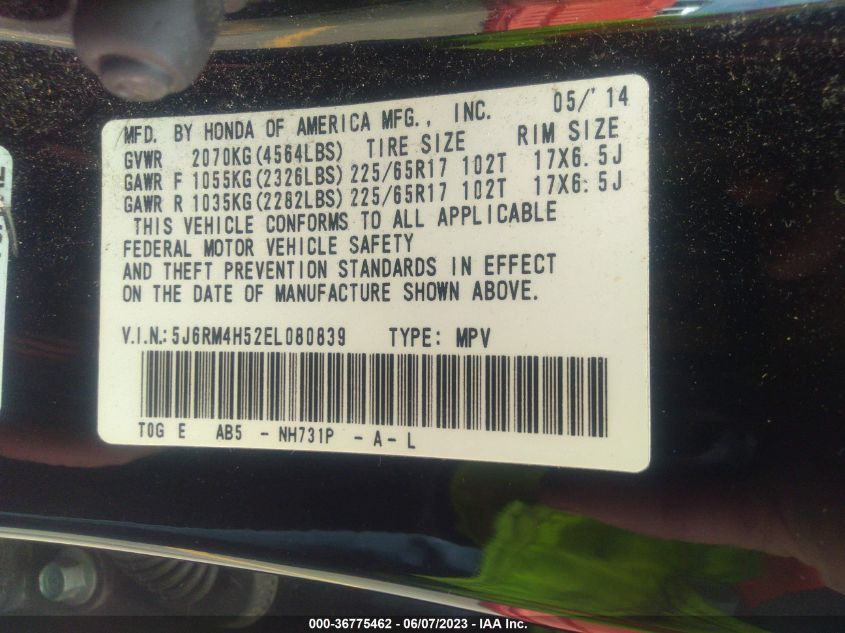 MFD. BY HONDA OF AMERICA MFG., INC. 05/'14
GVWR 2070KG(4564LBS) TIRE SIZE RIM SIZE
GAWR F 1055KG(2326LBS) 225/65R17 102T 17X6.5J
GAWR R 1035KG(2282LBS) 225/65R17 102T 17X6.5J
THIS VEHICLE CONFORMS TO ALL APPLICABLE
FEDERAL MOTOR VEHICLE SAFETY
AND THEFT PREVENTION STANDARDS IN EFFECT
ON THE DATE OF MANUFACTURE SHOWN ABOVE.
V.I.N.: 5J6RM4H52EL080839 TYPE: MPV
T0G E AB5 - NH731P - A - L
000-36775462 - 06/07/2023 - IAA Inc.